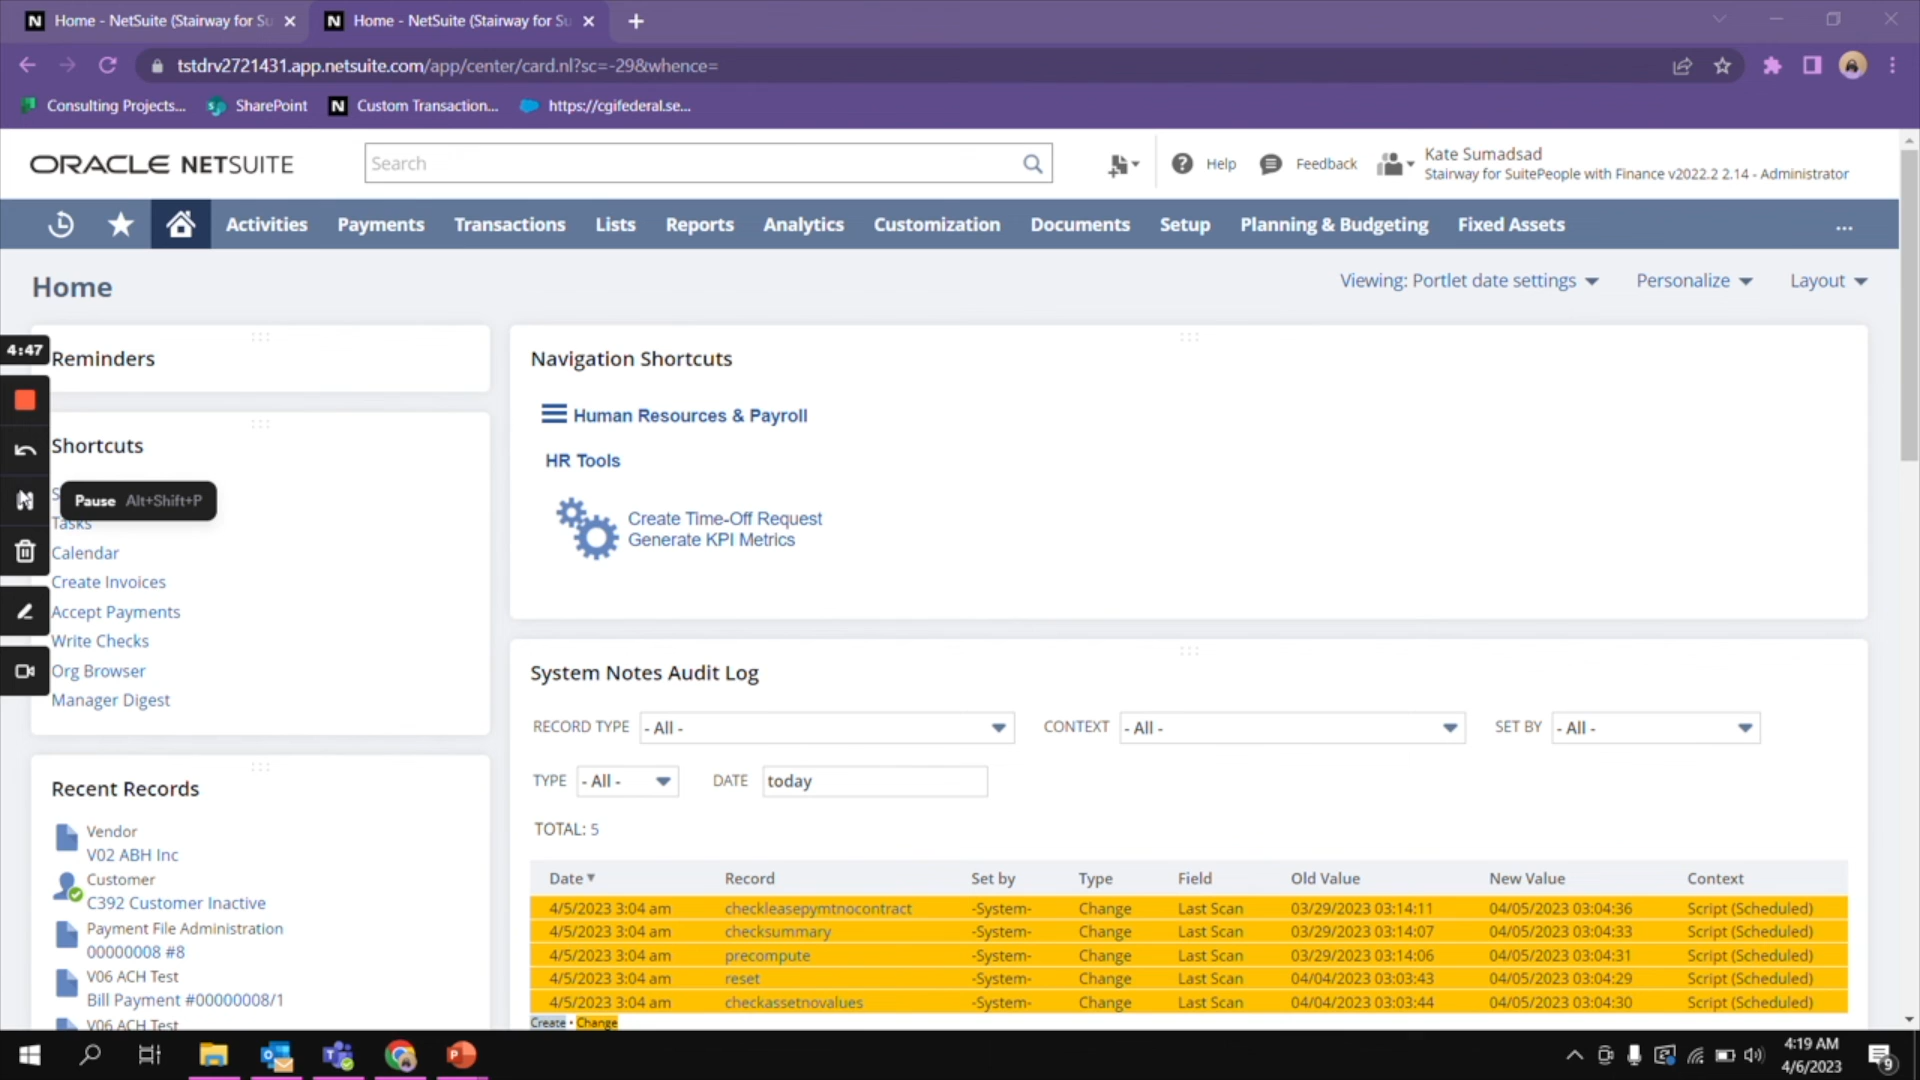 Home - NetSuite (Stairway for Su
Home - NetSuite (Stairway for Su
tstdrv2721431.app.netsuite.com/app/center/card.nl?sc=-29&whence=
Consulting Projects...
SharePoint
Custom Transaction...
https://cgifederal.se...
ORACLE NETSUITE
Search
Help
Feedback
Kate Sumadsad
Stairway for SuitePeople with Finance v2022.2 2.14 - Administrator
Activities
Payments
Transactions
Lists
Reports
Analytics
Customization
Documents
Setup
Planning & Budgeting
Fixed Assets
...
Home
Viewing: Portlet date settings
Personalize
Layout
4:47
Reminders
Shortcuts
Pause Alt+Shift+P
Tasks
Calendar
Create Invoices
Accept Payments
Write Checks
Org Browser
Manager Digest
Recent Records
Vendor
V02 ABH Inc
Customer
C392 Customer Inactive
Payment File Administration
00000008 #8
V06 ACH Test
Bill Payment #00000008/1
V06 ACH Test
Navigation Shortcuts
Human Resources & Payroll
HR Tools
Create Time-Off Request
Generate KPI Metrics
System Notes Audit Log
RECORD TYPE - All - CONTEXT - All - SET BY - All -
TYPE - All - DATE today
TOTAL: 5
Date Record Set by Type Field Old Value New Value Context
4/5/2023 3:04 am checkleasepymtnocontract -System- Change Last Scan 03/29/2023 03:14:11 04/05/2023 03:04:36 Script (Scheduled)
4/5/2023 3:04 am checksummary -System- Change Last Scan 03/29/2023 03:14:07 04/05/2023 03:04:33 Script (Scheduled)
4/5/2023 3:04 am precompute -System- Change Last Scan 03/29/2023 03:14:06 04/05/2023 03:04:31 Script (Scheduled)
4/5/2023 3:04 am reset -System- Change Last Scan 04/04/2023 03:03:43 04/05/2023 03:04:29 Script (Scheduled)
4/5/2023 3:04 am checkassetnovalues -System- Change Last Scan 04/04/2023 03:03:44 04/05/2023 03:04:30 Script (Scheduled)
Create • Change
4:19 AM
4/6/2023
9